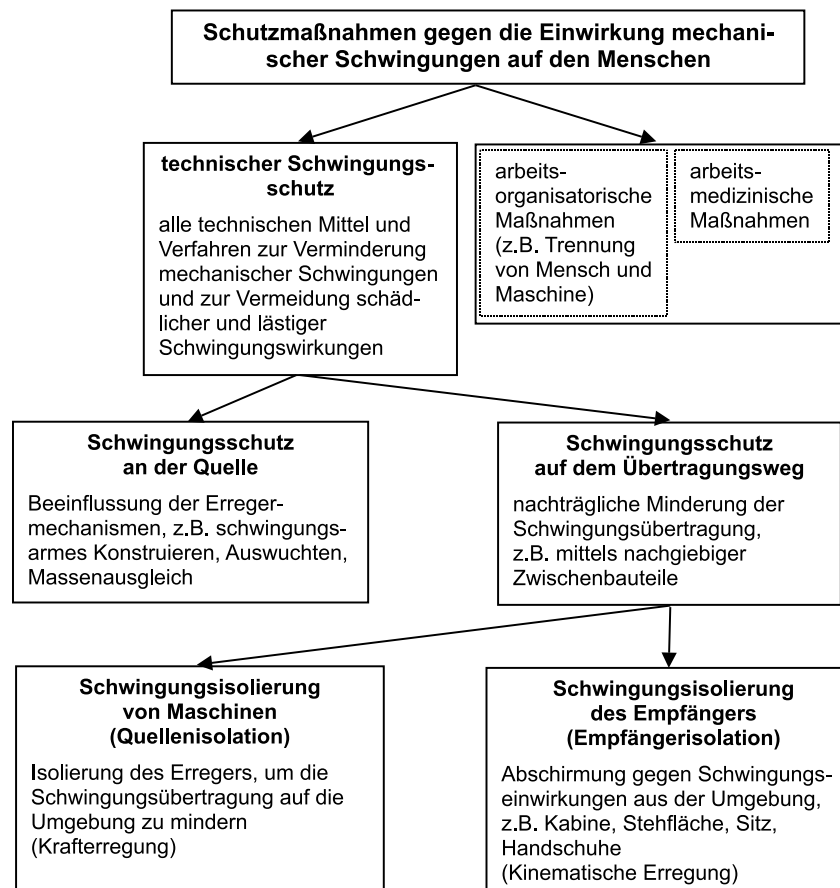 Schutzmaßnahmen gegen die Einwirkung mechani-
scher Schwingungen auf den Menschen
technischer Schwingungs-
schutz
alle technischen Mittel und
Verfahren zur Verminderung
mechanischer Schwingungen
und zur Vermeidung schäd-
licher und lästiger
Schwingungswirkungen
arbeits-
organisatorische
Maßnahmen
(z.B. Trennung
von Mensch und
Maschine)
arbeits-
medizinische
Maßnahmen
Schwingungsschutz
an der Quelle
Beeinflussung der Erreger-
mechanismen, z.B. schwingungs-
armes Konstruieren, Auswuchten,
Massenausgleich
Schwingungsschutz
auf dem Übertragungsweg
nachträgliche Minderung der
Schwingungsübertragung,
z.B. mittels nachgiebiger
Zwischenbauteile
Schwingungsisolierung
von Maschinen
(Quellenisolation)
Isolierung des Erregers, um die
Schwingungsübertragung auf die
Umgebung zu mindern
(Krafterregung)
Schwingungsisolierung
des Empfängers
(Empfängerisolation)
Abschirmung gegen Schwingungs-
einwirkungen aus der Umgebung,
z.B. Kabine, Stehfläche, Sitz,
Handschuhe
(Kinematische Erregung)